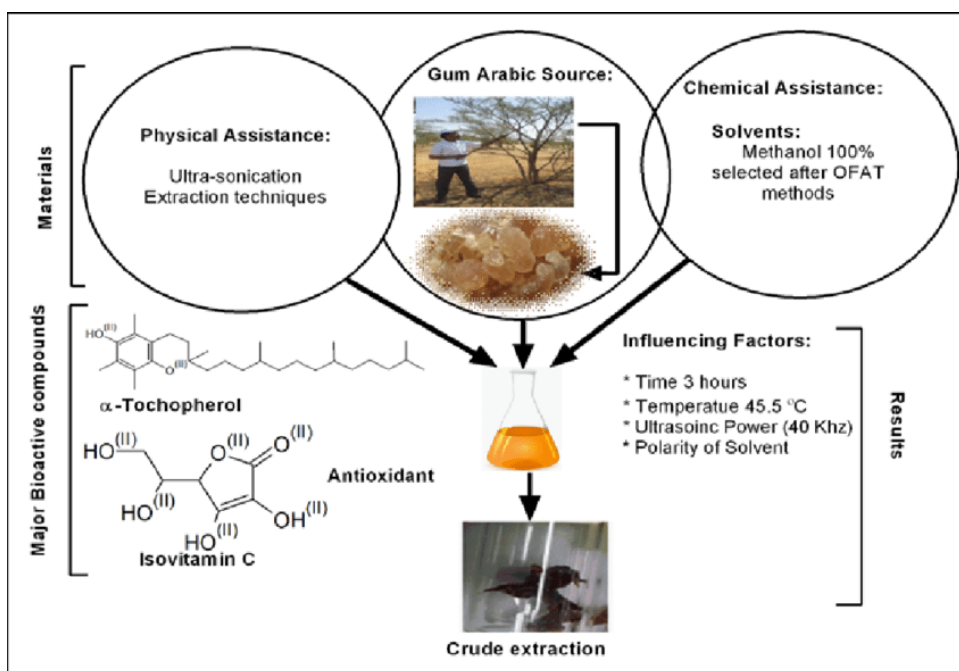 Materials
Physical Assistance:
Ultra-sonication
Extraction techniques
Gum Arabic Source:
Chemical Assistance:
Solvents:
Methanol 100%
selected after OFAT
methods
Major Bioactive compounds
HO(II)
O(II)
α-Tochopherol
(II)
HO
(II)
O
(II)
O
HO
(II)
HO
(II)
OH
(II)
Antioxidant
Isovitamin C
Influencing Factors:
* Time 3 hours
* Temperatue 45.5 °C
* Ultrasoinc Power (40 Khz)
* Polarity of Solvent
Results
Crude extraction